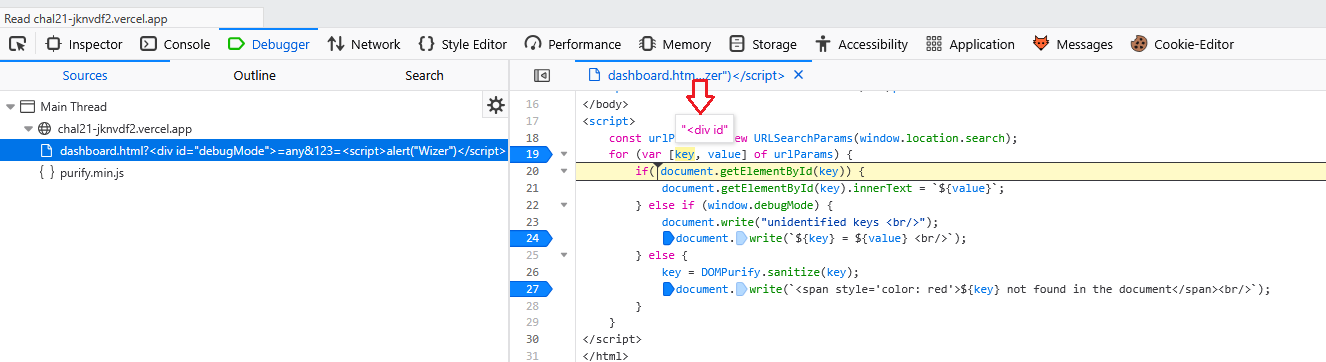 Read chal21-jknvdf2.vercel.app
Inspector Console Debugger Network Style Editor Performance Memory Storage Accessibility Application Messages Cookie-Editor
Sources Outline Search
Main Thread
chal21-jknvdf2.vercel.app
dashboard.html?<div id="debugMode">=any&123=<script>alert("Wizer")</script>
{ } purify.min.js
dashboard.htm…zer")</script>
"<div id"
16 </body>
17 <script>
18 const urlP new URLSearchParams(window.location.search);
19 for (var [key, value] of urlParams) {
20 if( document.getElementById(key)) {
21 document.getElementById(key).innerText = `${value}`;
22 } else if (window.debugMode) {
23 document.write("unidentified keys <br/>");
24 document. write(`${key} = ${value} <br/>`);
25 } else {
26 key = DOMPurify.sanitize(key);
27 document. write(`<span style='color: red'>${key} not found in the document</span><br/>`);
28 }
29 }
30 </script>
31 </html>